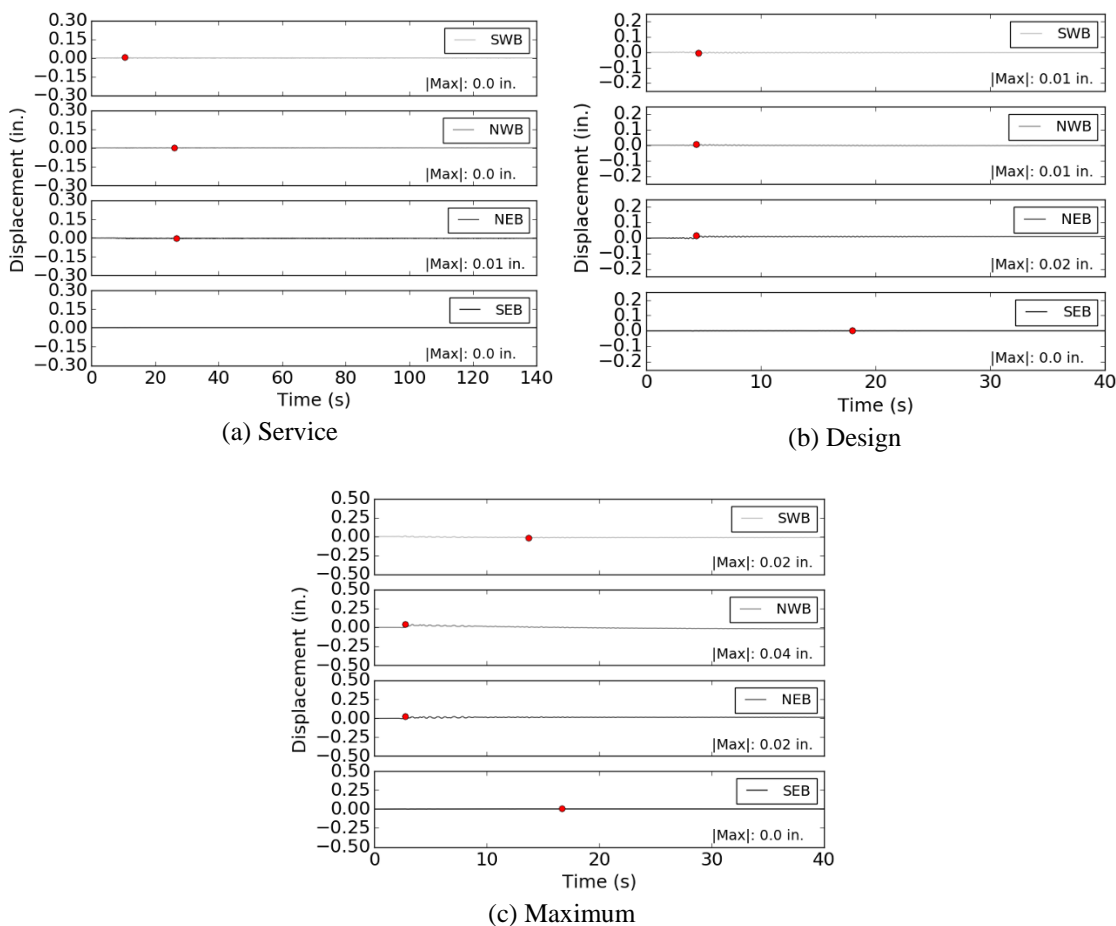 0.30
0.15
0.00
−0.15
−0.30
SWB
|Max|: 0.0 in.
0.30
0.15
0.00
−0.15
−0.30
NWB
|Max|: 0.0 in.
0.30
0.15
0.00
−0.15
−0.30
NEB
|Max|: 0.01 in.
0.30
0.15
0.00
−0.15
−0.30
SEB
|Max|: 0.0 in.
Displacement (in.)
0 20 40 60 80 100 120 140
Time (s)
(a) Service
0.2
0.1
0.0
−0.1
−0.2
SWB
|Max|: 0.01 in.
0.2
0.1
0.0
−0.1
−0.2
NWB
|Max|: 0.01 in.
0.2
0.1
0.0
−0.1
−0.2
NEB
|Max|: 0.02 in.
0.2
0.1
0.0
−0.1
−0.2
SEB
|Max|: 0.0 in.
Displacement (in.)
0 10 20 30 40
Time (s)
(b) Design
0.50
0.25
0.00
−0.25
−0.50
SWB
|Max|: 0.02 in.
0.50
0.25
0.00
−0.25
−0.50
NWB
|Max|: 0.04 in.
0.50
0.25
0.00
−0.25
−0.50
NEB
|Max|: 0.02 in.
0.50
0.25
0.00
−0.25
−0.50
SEB
|Max|: 0.0 in.
Displacement (in.)
0 10 20 30 40
Time (s)
(c) Maximum